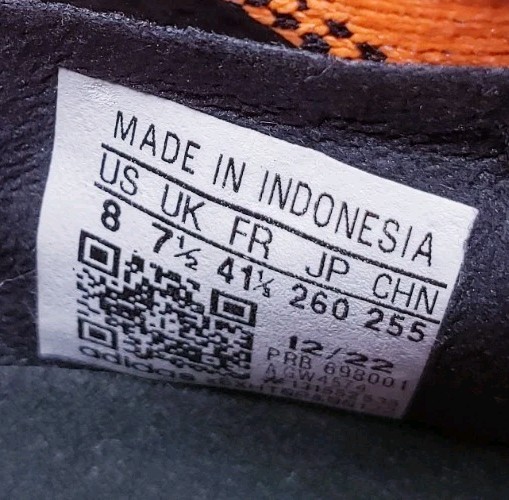 MADE IN INDONESIA
US UK FR JP CHN
8 7½ 41⅓ 260 255
12/22
PRB 698001
adidas